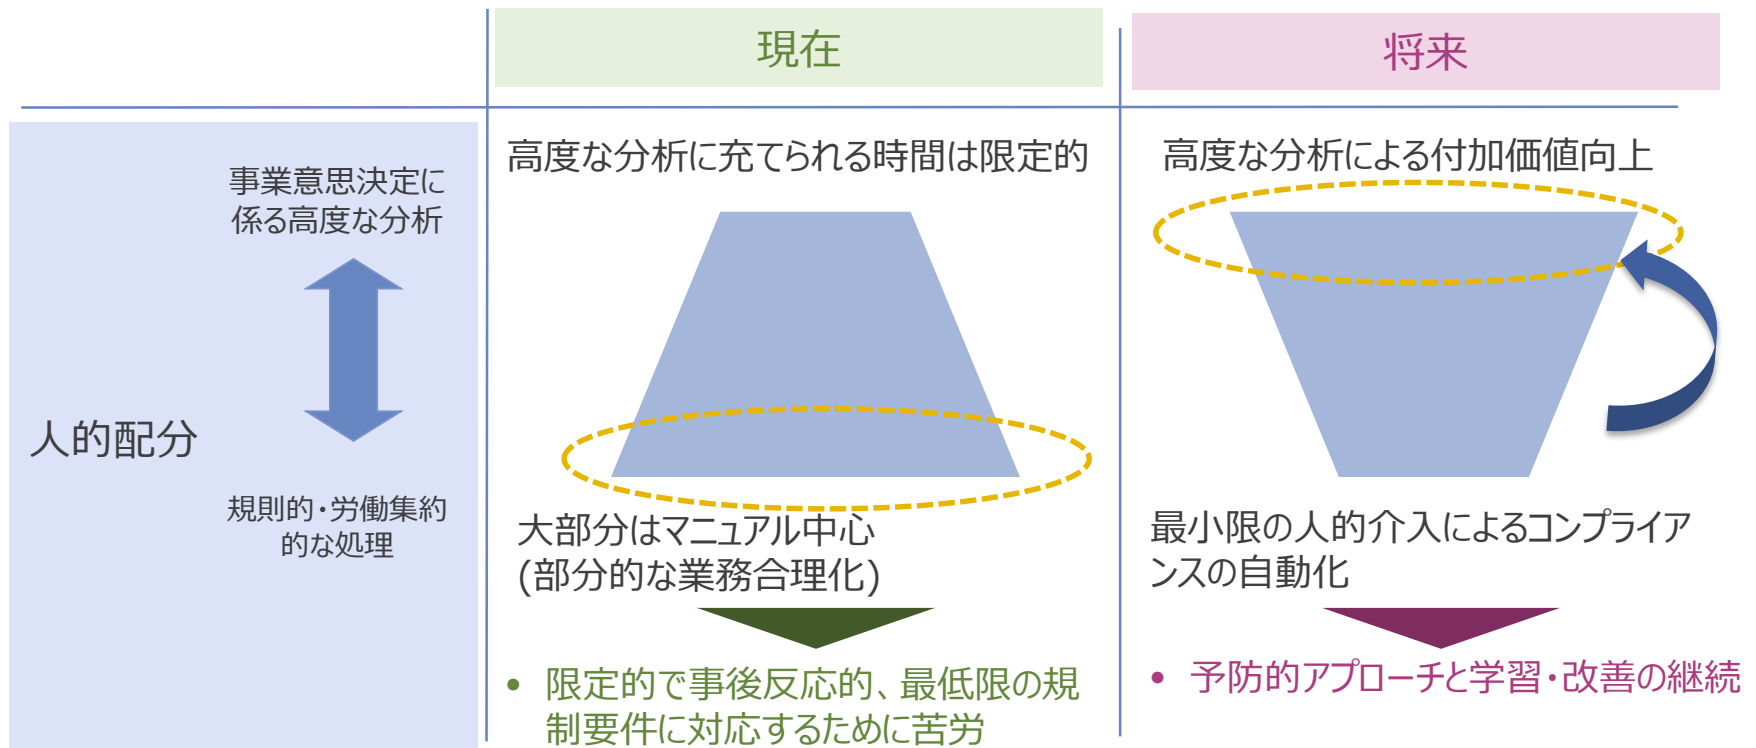 現在
将来
人的配分
事業意思決定に
係る高度な分析
規則的・労働集約
的な処理
高度な分析に充てられる時間は限定的
大部分はマニュアル中心
(部分的な業務合理化)
• 限定的で事後反応的、最低限の規
制要件に対応するために苦労
高度な分析による付加価値向上
最小限の人的介入によるコンプライア
ンスの自動化
• 予防的アプローチと学習・改善の継続